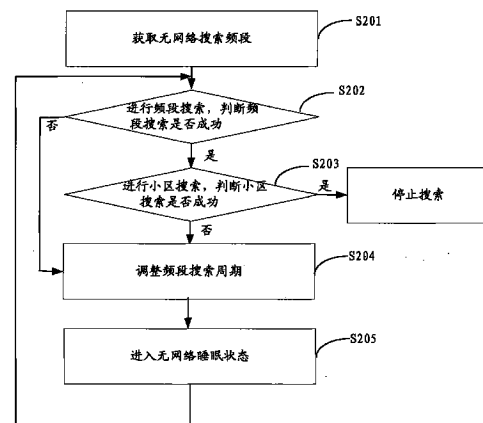 S201
获取无网络搜索频段
S202
进行频段搜索，判断频
段搜索是否成功
否
是
S203
进行小区搜索，判断小区
搜索是否成功
是
停止搜索
否
S204
调整频段搜索周期
S205
进入无网络睡眠状态